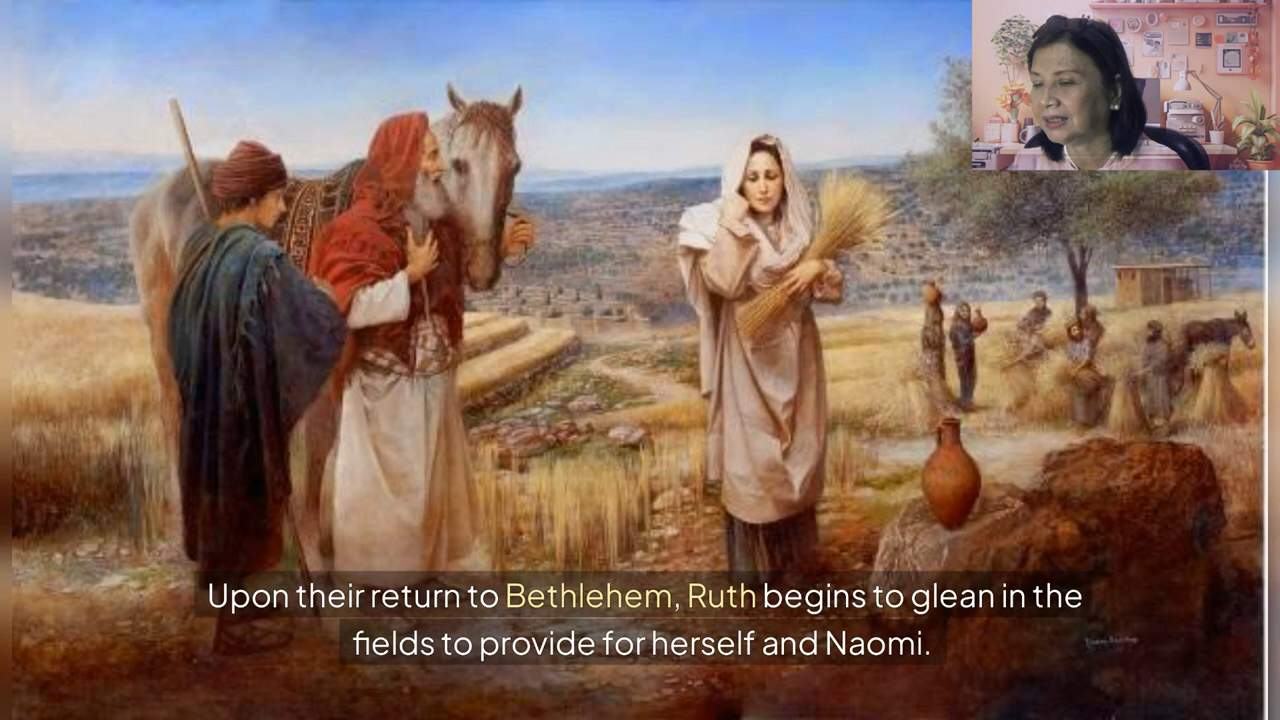 Upon their return to Bethlehem, Ruth begins to glean in the
fields to provide for herself and Naomi.